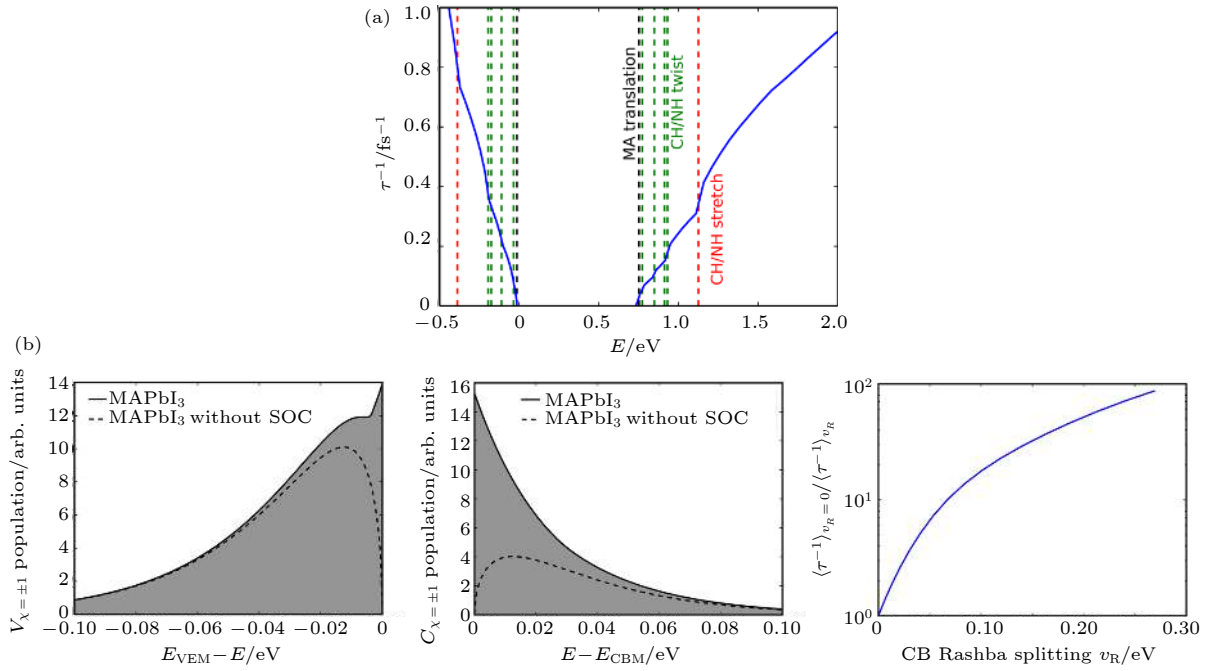 (a)
1.0
0.8
0.6
0.4
0.2
0
τ⁻¹/fs⁻¹
MA translation
CH/NH twist
CH/NH stretch
−0.5 0 0.5 1.0 1.5 2.0
E/eV
(b)
14
12
10
8
6
4
2
0
V_χ=±1 population/arb. units
MAPbI₃
MAPbI₃ without SOC
−0.10 −0.08 −0.06 −0.04 −0.02 0
E_VEM−E/eV
16
14
12
10
8
6
4
2
0
C_χ=±1 population/arb. units
MAPbI₃
MAPbI₃ without SOC
0 0.02 0.04 0.06 0.08 0.10
E−E_CBM/eV
10²
10¹
10⁰
⟨τ⁻¹⟩_v_R=0/⟨τ⁻¹⟩_v_R
0 0.10 0.20 0.30
CB Rashba splitting v_R/eV